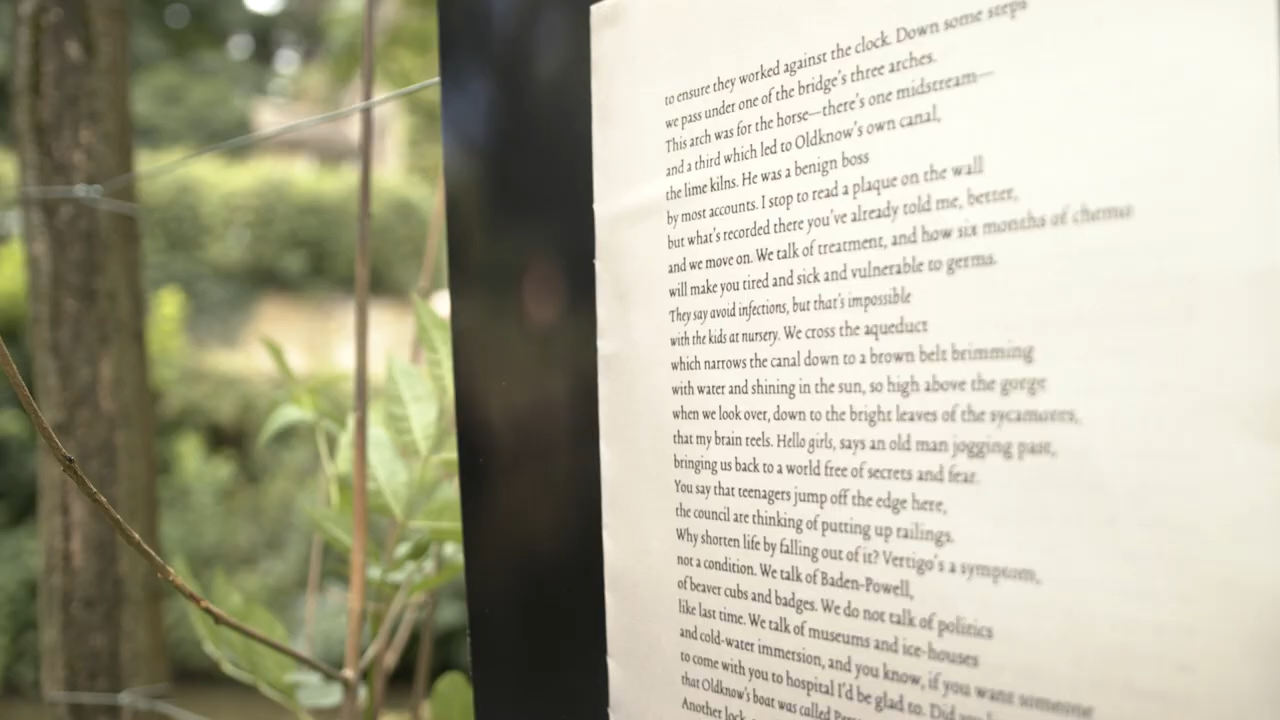 to ensure they worked against the clock. Down some steps
we pass under one of the bridge's three arches.
This arch was for the horse—there's one midstream—
and a third which led to Oldknow's own canal,
the lime kilns. He was a benign boss
by most accounts. I stop to read a plaque on the wall
but what's recorded there you've already told me, better,
and we move on. We talk of treatment, and how six months of chemo
will make you tired and sick and vulnerable to germs.
They say avoid infections, but that's impossible
with the kids at nursery. We cross the aqueduct
which narrows the canal down to a brown belt brimming
with water and shining in the sun, so high above the gorge
when we look over, down to the bright leaves of the sycamores,
that my brain reels. Hello girls, says an old man jogging past,
bringing us back to a world free of secrets and fear.
You say that teenagers jump off the edge here,
the council are thinking of putting up railings.
Why shorten life by falling out of it? Vertigo's a symptom,
not a condition. We talk of Baden-Powell,
of beaver cubs and badges. We do not talk of politics
like last time. We talk of museums and ice-houses
and cold-water immersion, and you know, if you want someone
to come with you to hospital I'd be glad to. Did you
that Oldknow's boat was called
Another lock